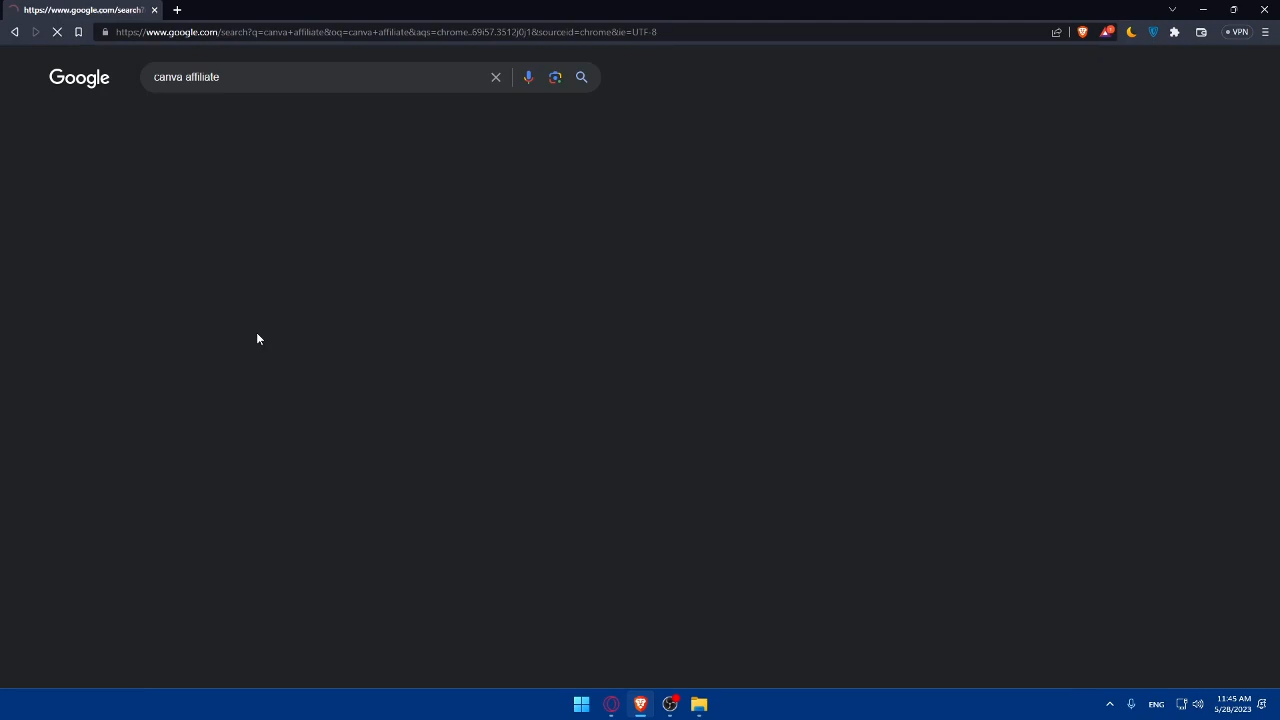 https://www.google.com/search?
https://www.google.com/search?q=canva+affiliate&oq=canva+affiliate&aqs=chrome..69i57.3512j0j1&sourceid=chrome&ie=UTF-8
VPN
Google
canva affiliate
ENG
11:45 AM
5/28/2023